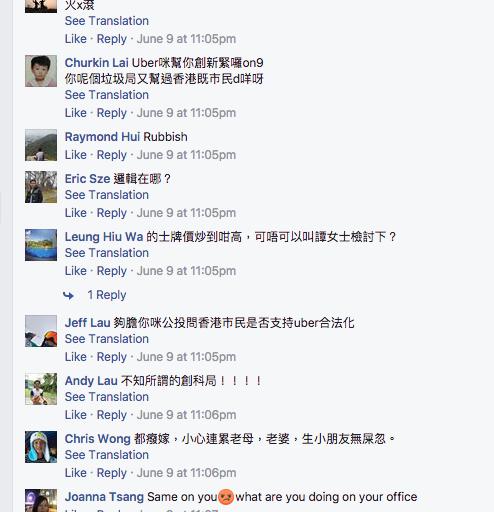 火x滾
See Translation
Like · Reply · June 9 at 11:05pm
Churkin Lai Uber咪幫你創新緊囉on9
你呢個垃圾局又幫過香港既市民d咩呀
See Translation
Like · Reply · June 9 at 11:05pm
Raymond Hui Rubbish
Like · Reply · June 9 at 11:05pm
Eric Sze 邏輯在哪？
See Translation
Like · Reply · June 9 at 11:05pm
Leung Hiu Wa 的士牌價炒到咁高，可唔可以叫譚女士檢討下？
See Translation
Like · Reply · June 9 at 11:05pm
1 Reply
Jeff Lau 夠膽你咪公投問香港市民是否支持uber合法化
See Translation
Like · Reply · June 9 at 11:05pm
Andy Lau 不知所謂的創科局！！！！
See Translation
Like · Reply · June 9 at 11:06pm
Chris Wong 都癈嫁，小心連累老母，老婆，生小朋友無屎忽。
See Translation
Like · Reply · June 9 at 11:06pm
Joanna Tsang Same on you😡what are you doing on your office